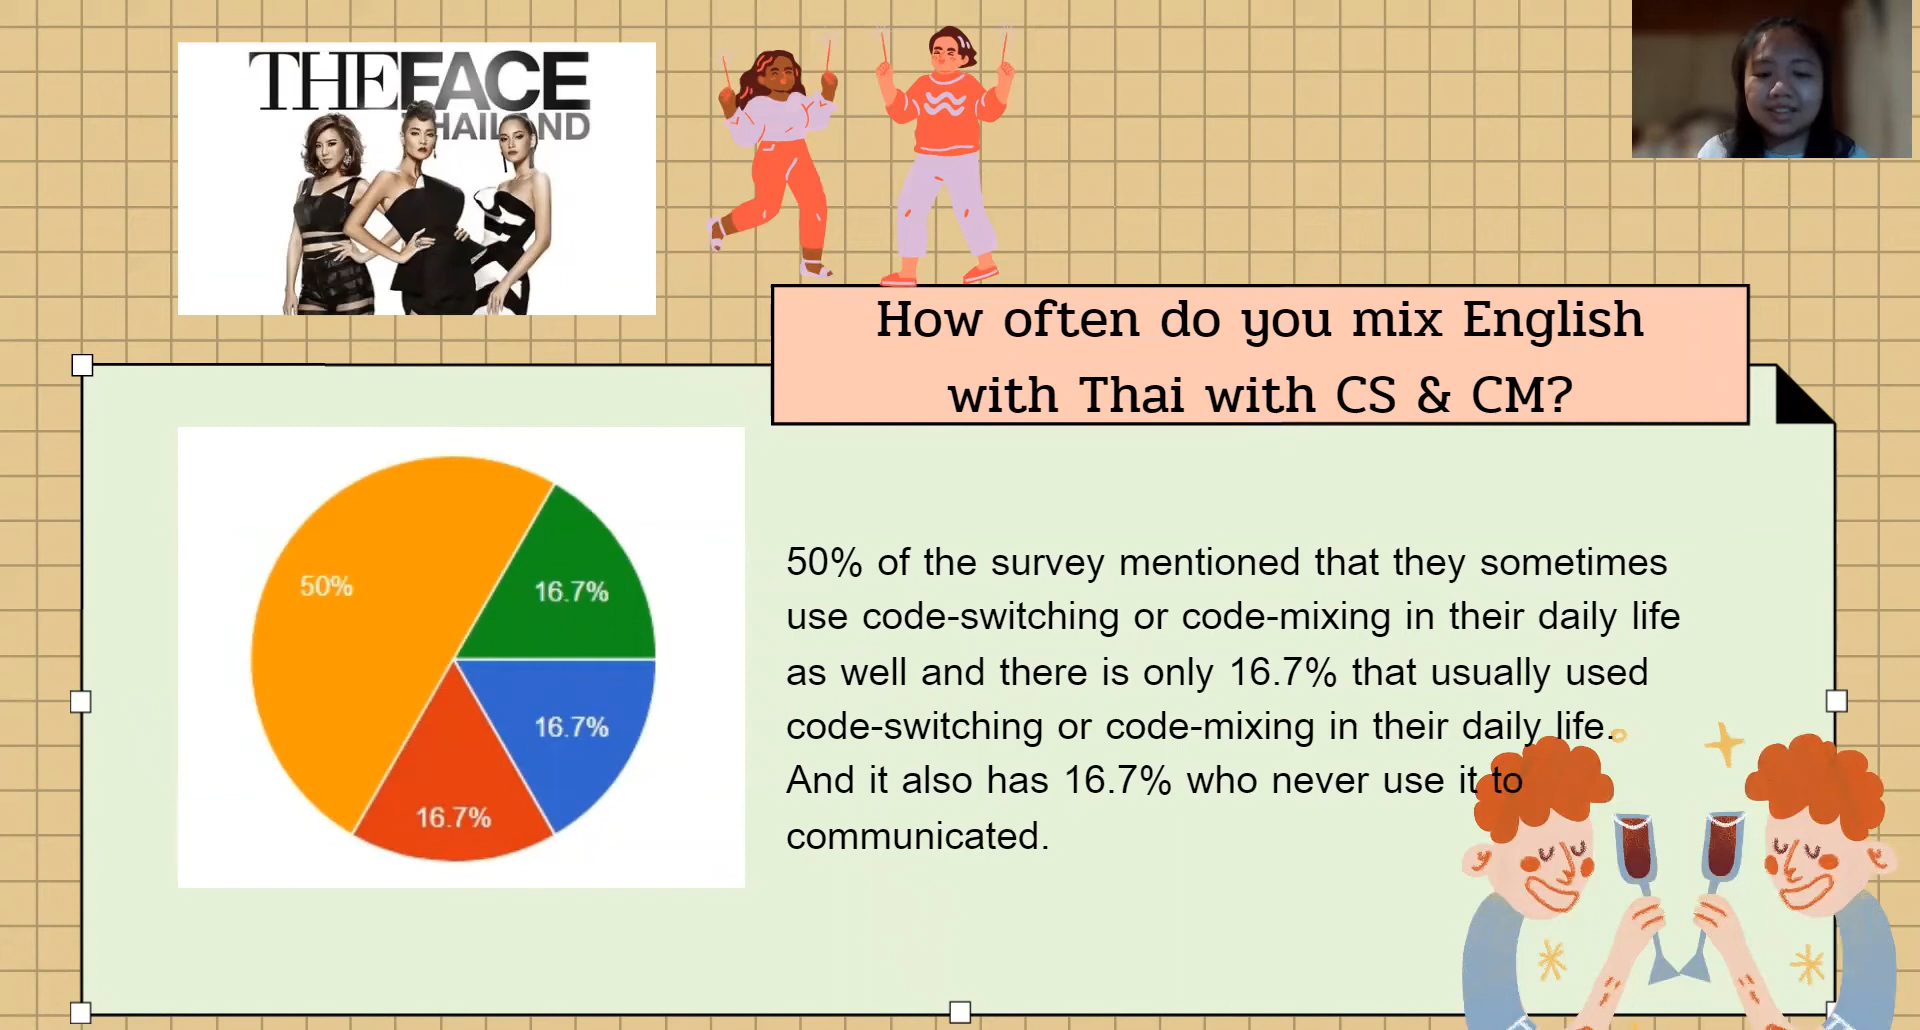 THE FACE
THAILAND
How often do you mix English
with Thai with CS & CM?
50%
16.7%
16.7%
16.7%
50% of the survey mentioned that they sometimes
use code-switching or code-mixing in their daily life
as well and there is only 16.7% that usually used
code-switching or code-mixing in their daily life.
And it also has 16.7% who never use it to
communicated.